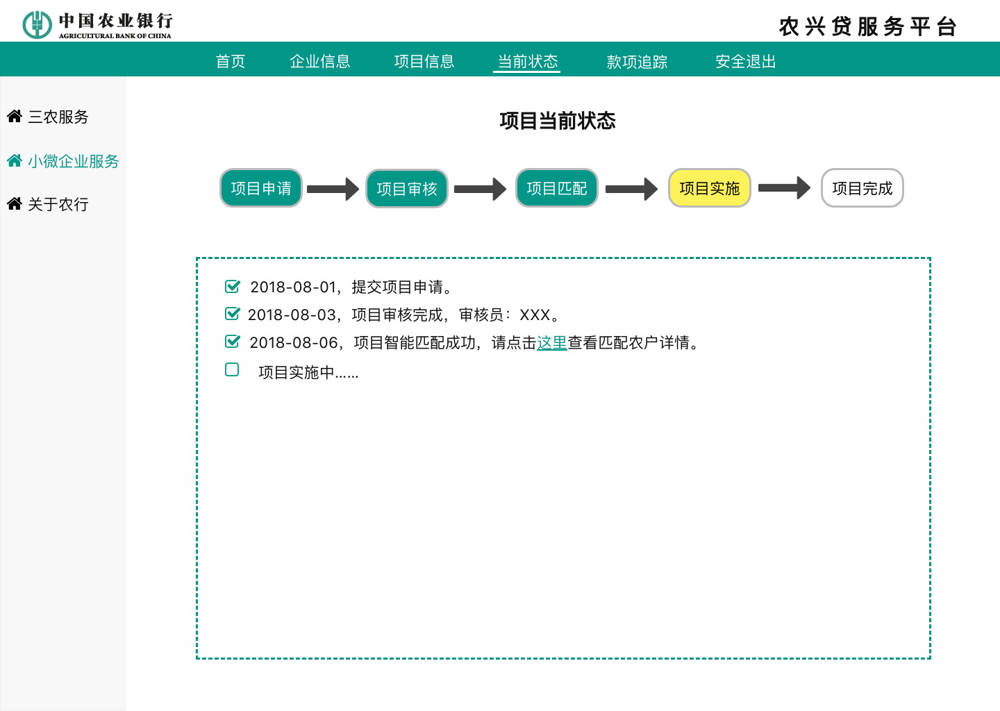 中国农业银行
AGRICULTURAL BANK OF CHINA
农兴贷服务平台
首页 企业信息 项目信息 当前状态 款项追踪 安全退出
三农服务
小微企业服务
关于农行
项目当前状态
项目申请 项目审核 项目匹配 项目实施 项目完成
2018-08-01，提交项目申请。
2018-08-03，项目审核完成，审核员：XXX。
2018-08-06，项目智能匹配成功，请点击这里查看匹配农户详情。
项目实施中……